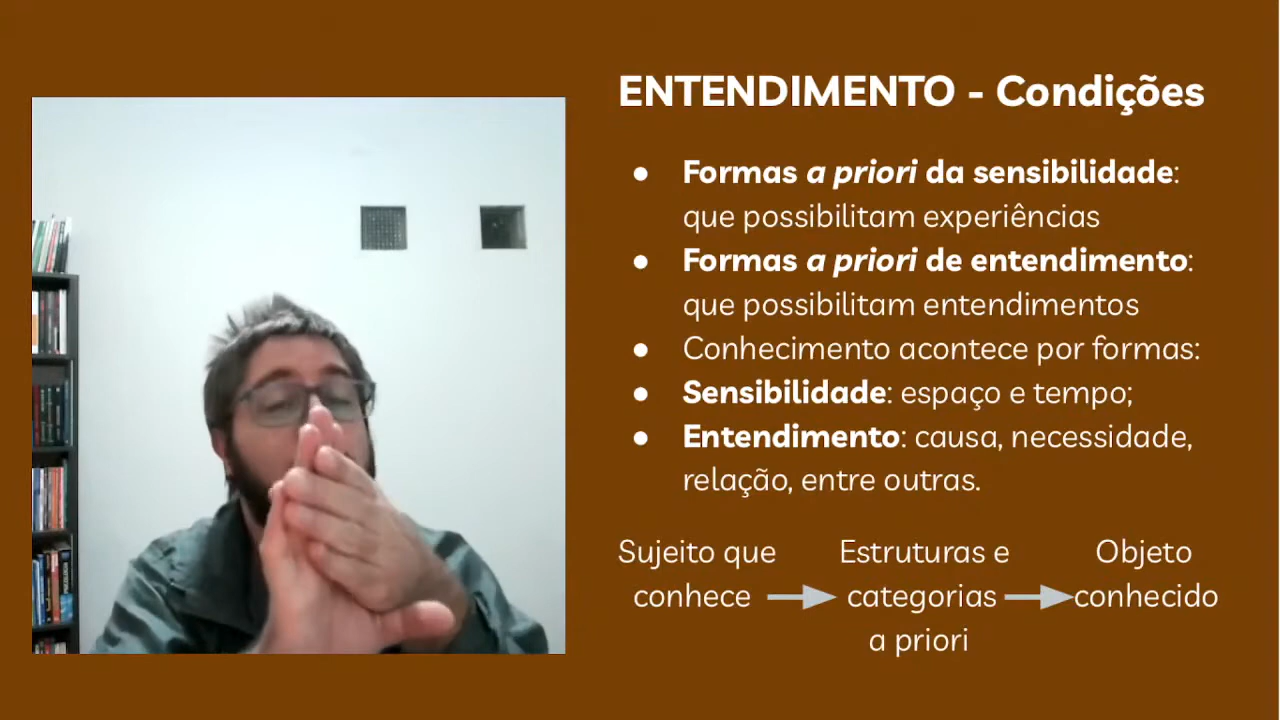 ENTENDIMENTO - Condições
● Formas a priori da sensibilidade:
que possibilitam experiências
● Formas a priori de entendimento:
que possibilitam entendimentos
● Conhecimento acontece por formas:
● Sensibilidade: espaço e tempo;
● Entendimento: causa, necessidade,
relação, entre outras.
Sujeito que
conhece
Estruturas e
categorias
a priori
Objeto
conhecido